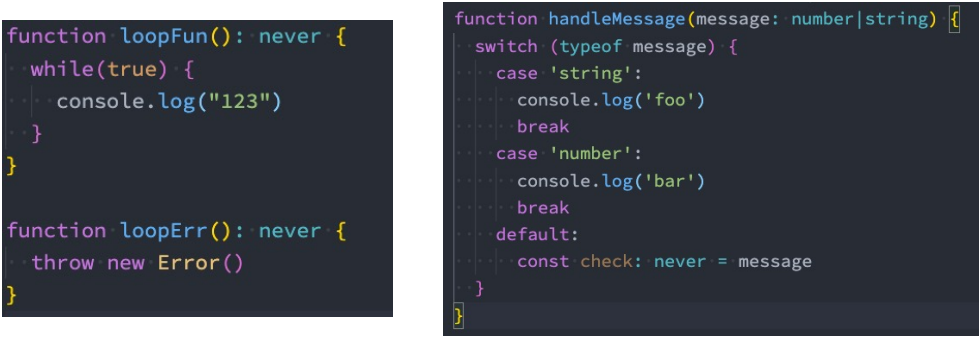 function loopFun(): never {
  while(true) {
    console.log("123")
  }
}

function loopErr(): never {
  throw new Error()
}
function handleMessage(message: number|string) {
  switch (typeof message) {
    case 'string':
      console.log('foo')
      break
    case 'number':
      console.log('bar')
      break
    default:
      const check: never = message
  }
}